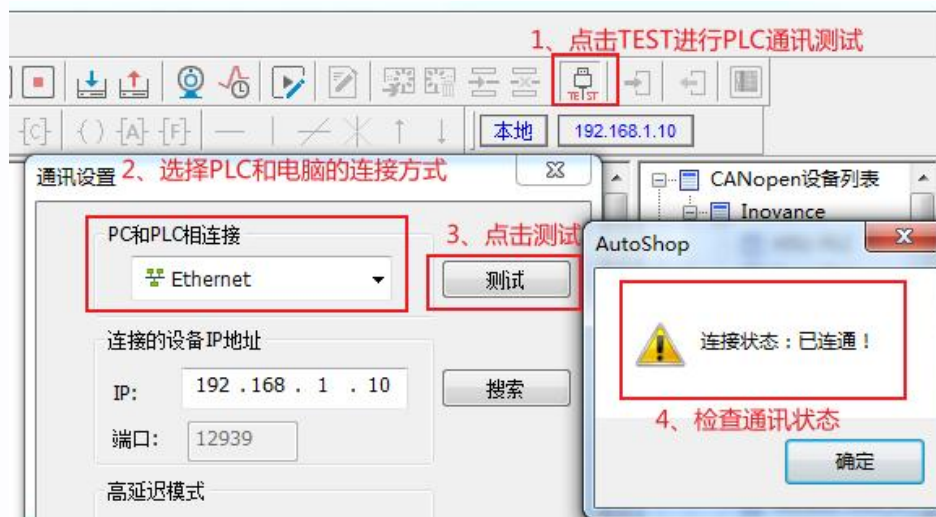 1、点击TEST进行PLC通讯测试
TEST
本地
192.168.1.10
通讯设置
2、选择PLC和电脑的连接方式
CANopen设备列表
Inovance
PC和PLC相连接
3、点击测试
AutoShop
Ethernet
测试
连接状态：已连通！
连接的设备IP地址
IP:
192 .168 . 1 . 10
搜索
4、检查通讯状态
端口:
12939
确定
高延迟模式